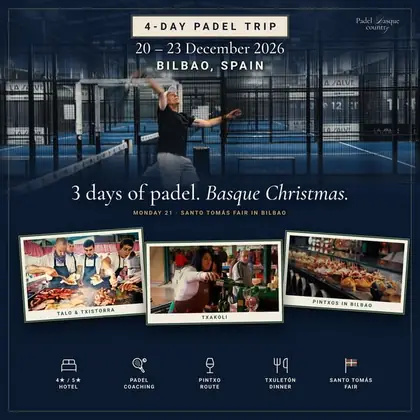 4-DAY PADEL TRIP
Padel Basque
country
20 – 23 December 2026
BILBAO, SPAIN
3 days of padel. Basque Christmas.
MONDAY 21 · SANTO TOMÁS FAIR IN BILBAO
TALO & TXISTORRA
TXAKOLI
PINTXOS IN BILBAO
4★ / 5★
HOTEL
PADEL
COACHING
PINTXO
ROUTE
TXULETÓN
DINNER
SANTO TOMÁS
FAIR